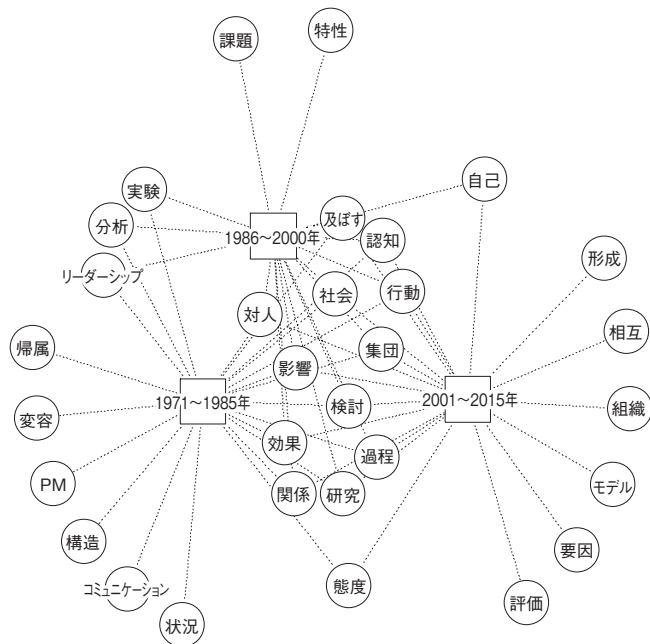 特性
課題
自己
実験
及ぼす
分析
1986〜2000年
認知
形成
リーダーシップ
社会
行動
対人
相互
帰属
集団
影響
1971〜1985年
検討
2001〜2015年
組織
変容
効果
過程
PM
関係
研究
モデル
構造
要因
コミュニケーション
態度
評価
状況